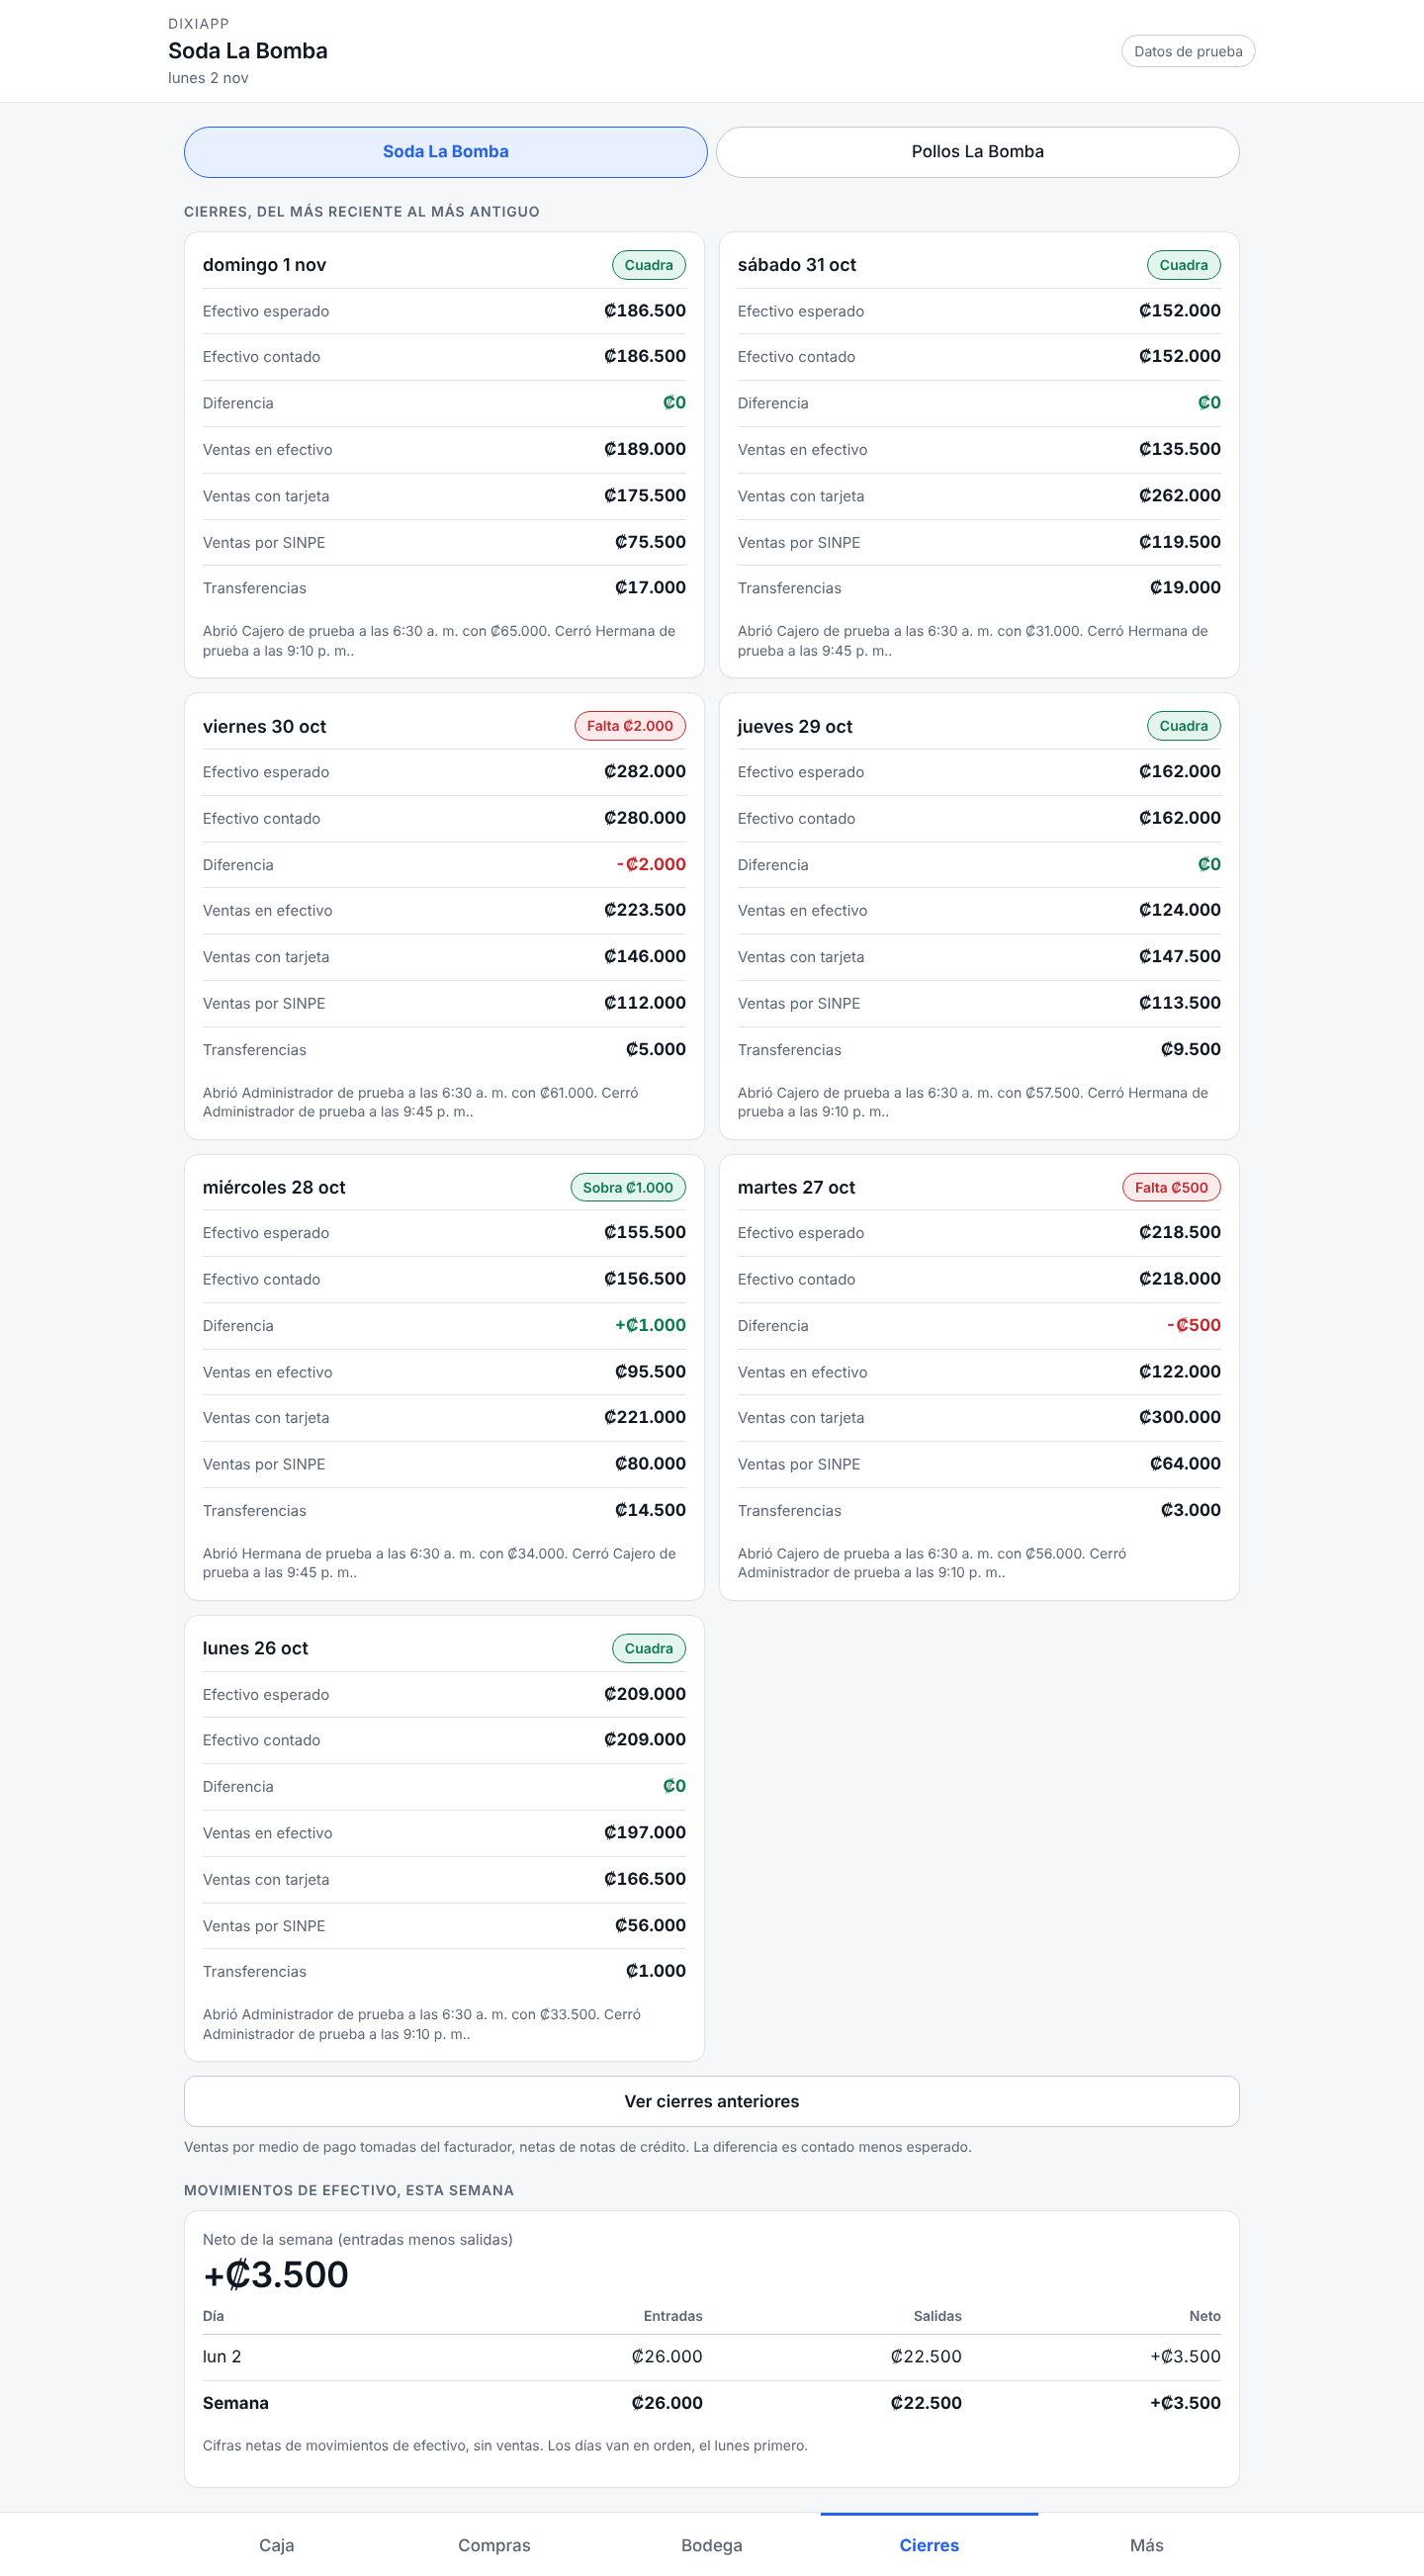 DIXIAPP
Soda La Bomba
lunes 2 nov
Datos de prueba
Soda La Bomba
Pollos La Bomba
CIERRES, DEL MÁS RECIENTE AL MÁS ANTIGUO
domingo 1 nov
Cuadra
Efectivo esperado ₡186.500
Efectivo contado ₡186.500
Diferencia ₡0
Ventas en efectivo ₡189.000
Ventas con tarjeta ₡175.500
Ventas por SINPE ₡75.500
Transferencias ₡17.000
Abrió Cajero de prueba a las 6:30 a. m. con ₡65.000. Cerró Hermana de
prueba a las 9:10 p. m..
sábado 31 oct
Cuadra
Efectivo esperado ₡152.000
Efectivo contado ₡152.000
Diferencia ₡0
Ventas en efectivo ₡135.500
Ventas con tarjeta ₡262.000
Ventas por SINPE ₡119.500
Transferencias ₡19.000
Abrió Cajero de prueba a las 6:30 a. m. con ₡31.000. Cerró Hermana de
prueba a las 9:45 p. m..
viernes 30 oct
Falta ₡2.000
Efectivo esperado ₡282.000
Efectivo contado ₡280.000
Diferencia -₡2.000
Ventas en efectivo ₡223.500
Ventas con tarjeta ₡146.000
Ventas por SINPE ₡112.000
Transferencias ₡5.000
Abrió Administrador de prueba a las 6:30 a. m. con ₡61.000. Cerró
Administrador de prueba a las 9:45 p. m..
jueves 29 oct
Cuadra
Efectivo esperado ₡162.000
Efectivo contado ₡162.000
Diferencia ₡0
Ventas en efectivo ₡124.000
Ventas con tarjeta ₡147.500
Ventas por SINPE ₡113.500
Transferencias ₡9.500
Abrió Cajero de prueba a las 6:30 a. m. con ₡57.500. Cerró Hermana de
prueba a las 9:10 p. m..
miércoles 28 oct
Sobra ₡1.000
Efectivo esperado ₡155.500
Efectivo contado ₡156.500
Diferencia +₡1.000
Ventas en efectivo ₡95.500
Ventas con tarjeta ₡221.000
Ventas por SINPE ₡80.000
Transferencias ₡14.500
Abrió Hermana de prueba a las 6:30 a. m. con ₡34.000. Cerró Cajero de
prueba a las 9:45 p. m..
martes 27 oct
Falta ₡500
Efectivo esperado ₡218.500
Efectivo contado ₡218.000
Diferencia -₡500
Ventas en efectivo ₡122.000
Ventas con tarjeta ₡300.000
Ventas por SINPE ₡64.000
Transferencias ₡3.000
Abrió Cajero de prueba a las 6:30 a. m. con ₡56.000. Cerró
Administrador de prueba a las 9:10 p. m..
lunes 26 oct
Cuadra
Efectivo esperado ₡209.000
Efectivo contado ₡209.000
Diferencia ₡0
Ventas en efectivo ₡197.000
Ventas con tarjeta ₡166.500
Ventas por SINPE ₡56.000
Transferencias ₡1.000
Abrió Administrador de prueba a las 6:30 a. m. con ₡33.500. Cerró
Administrador de prueba a las 9:10 p. m..
Ver cierres anteriores
Ventas por medio de pago tomadas del facturador, netas de notas de crédito. La diferencia es contado menos esperado.
MOVIMIENTOS DE EFECTIVO, ESTA SEMANA
Neto de la semana (entradas menos salidas)
+₡3.500
Día Entradas Salidas Neto
lun 2 ₡26.000 ₡22.500 +₡3.500
Semana ₡26.000 ₡22.500 +₡3.500
Cifras netas de movimientos de efectivo, sin ventas. Los días van en orden, el lunes primero.
Caja Compras Bodega Cierres Más